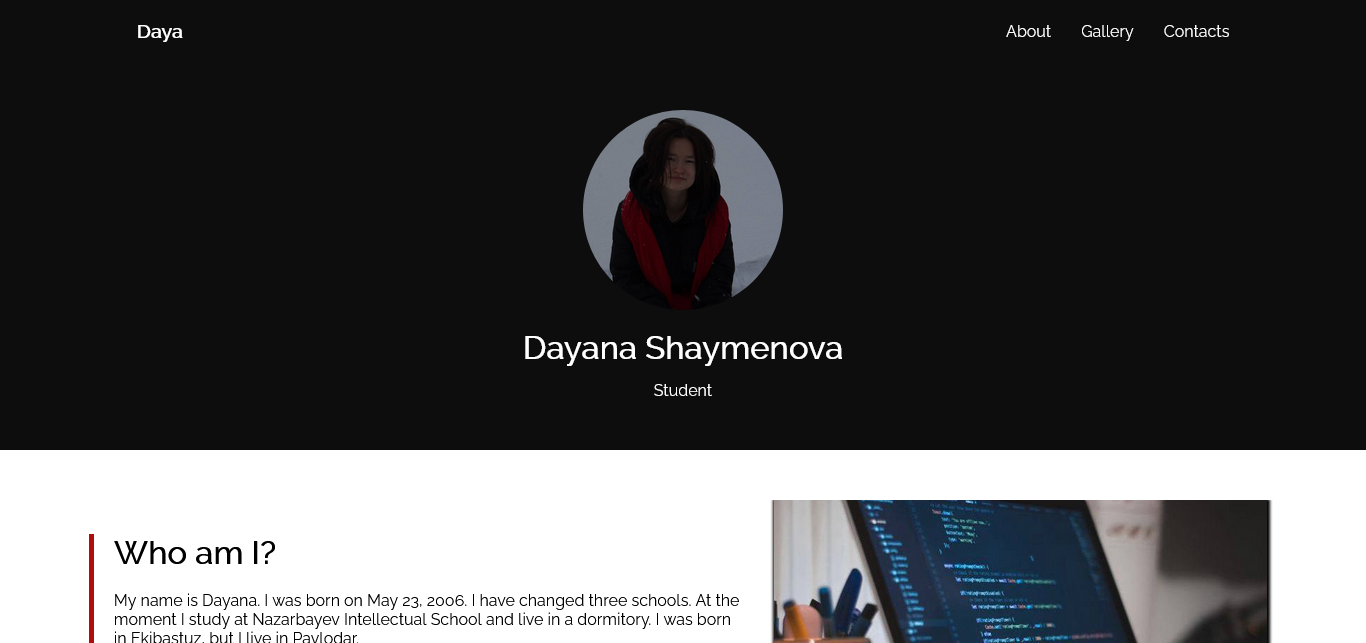 Daya
About Gallery Contacts
Dayana Shaymenova
Student
Who am I?
My name is Dayana. I was born on May 23, 2006. I have changed three schools. At the
moment I study at Nazarbayev Intellectual School and live in a dormitory. I was born
in Ekibastuz, but I live in Pavlodar.